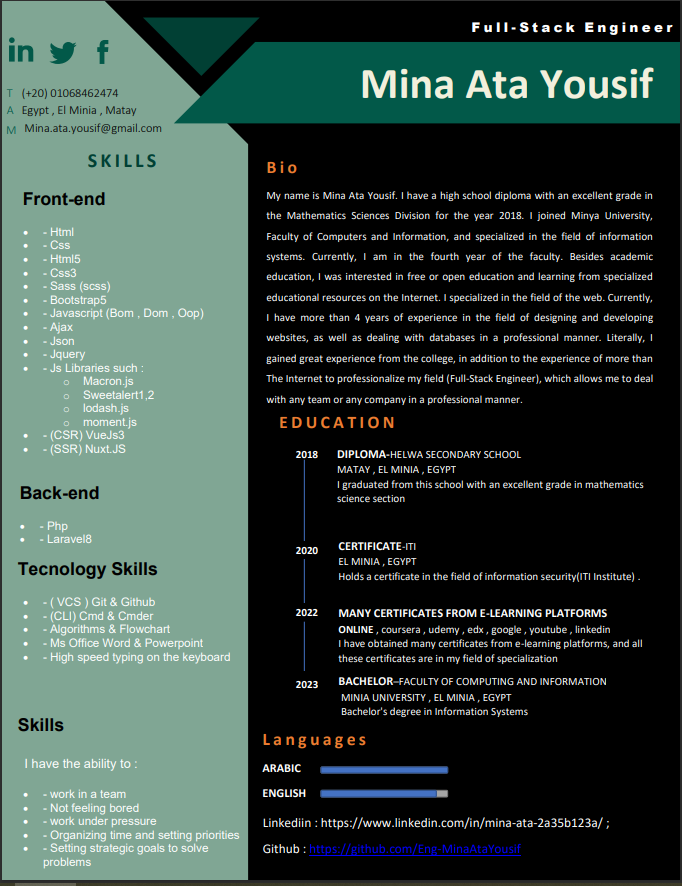 Full-Stack Engineer
Mina Ata Yousif
in
T (+20) 01068462474
A Egypt , El Minia , Matay
M Mina.ata.yousif@gmail.com
SKILLS
Front-end
- Html
- Css
- Html5
- Css3
- Sass (scss)
- Bootstrap5
- Javascript (Bom , Dom , Oop)
- Ajax
- Json
- Jquery
- Js Libraries such :
Macron.js
Sweetalert1,2
lodash.js
moment.js
- (CSR) VueJs3
- (SSR) Nuxt.JS
Back-end
- Php
- Laravel8
Tecnology Skills
- ( VCS ) Git & Github
- (CLI) Cmd & Cmder
- Algorithms & Flowchart
- Ms Office Word & Powerpoint
- High speed typing on the keyboard
Skills
I have the ability to :
- work in a team
- Not feeling bored
- work under pressure
- Organizing time and setting priorities
- Setting strategic goals to solve
problems
Bio
My name is Mina Ata Yousif. I have a high school diploma with an excellent grade in
the Mathematics Sciences Division for the year 2018. I joined Minya University,
Faculty of Computers and Information, and specialized in the field of information
systems. Currently, I am in the fourth year of the faculty. Besides academic
education, I was interested in free or open education and learning from specialized
educational resources on the Internet. I specialized in the field of the web. Currently,
I have more than 4 years of experience in the field of designing and developing
websites, as well as dealing with databases in a professional manner. Literally, I
gained great experience from the college, in addition to the experience of more than
The Internet to professionalize my field (Full-Stack Engineer), which allows me to deal
with any team or any company in a professional manner.
EDUCATION
2018 DIPLOMA-HELWA SECONDARY SCHOOL
MATAY , EL MINIA , EGYPT
I graduated from this school with an excellent grade in mathematics
science section
2020 CERTIFICATE-ITI
EL MINIA , EGYPT
Holds a certificate in the field of information security(ITI Institute) .
2022 MANY CERTIFICATES FROM E-LEARNING PLATFORMS
ONLINE , coursera , udemy , edx , google , youtube , linkedin
I have obtained many certificates from e-learning platforms, and all
these certificates are in my field of specialization
2023 BACHELOR–FACULTY OF COMPUTING AND INFORMATION
MINIA UNIVERSITY , EL MINIA , EGYPT
Bachelor's degree in Information Systems
Languages
ARABIC
ENGLISH
Linkediin : https://www.linkedin.com/in/mina-ata-2a35b123a/ ;
Github : https://github.com/Eng-MinaAtaYousif